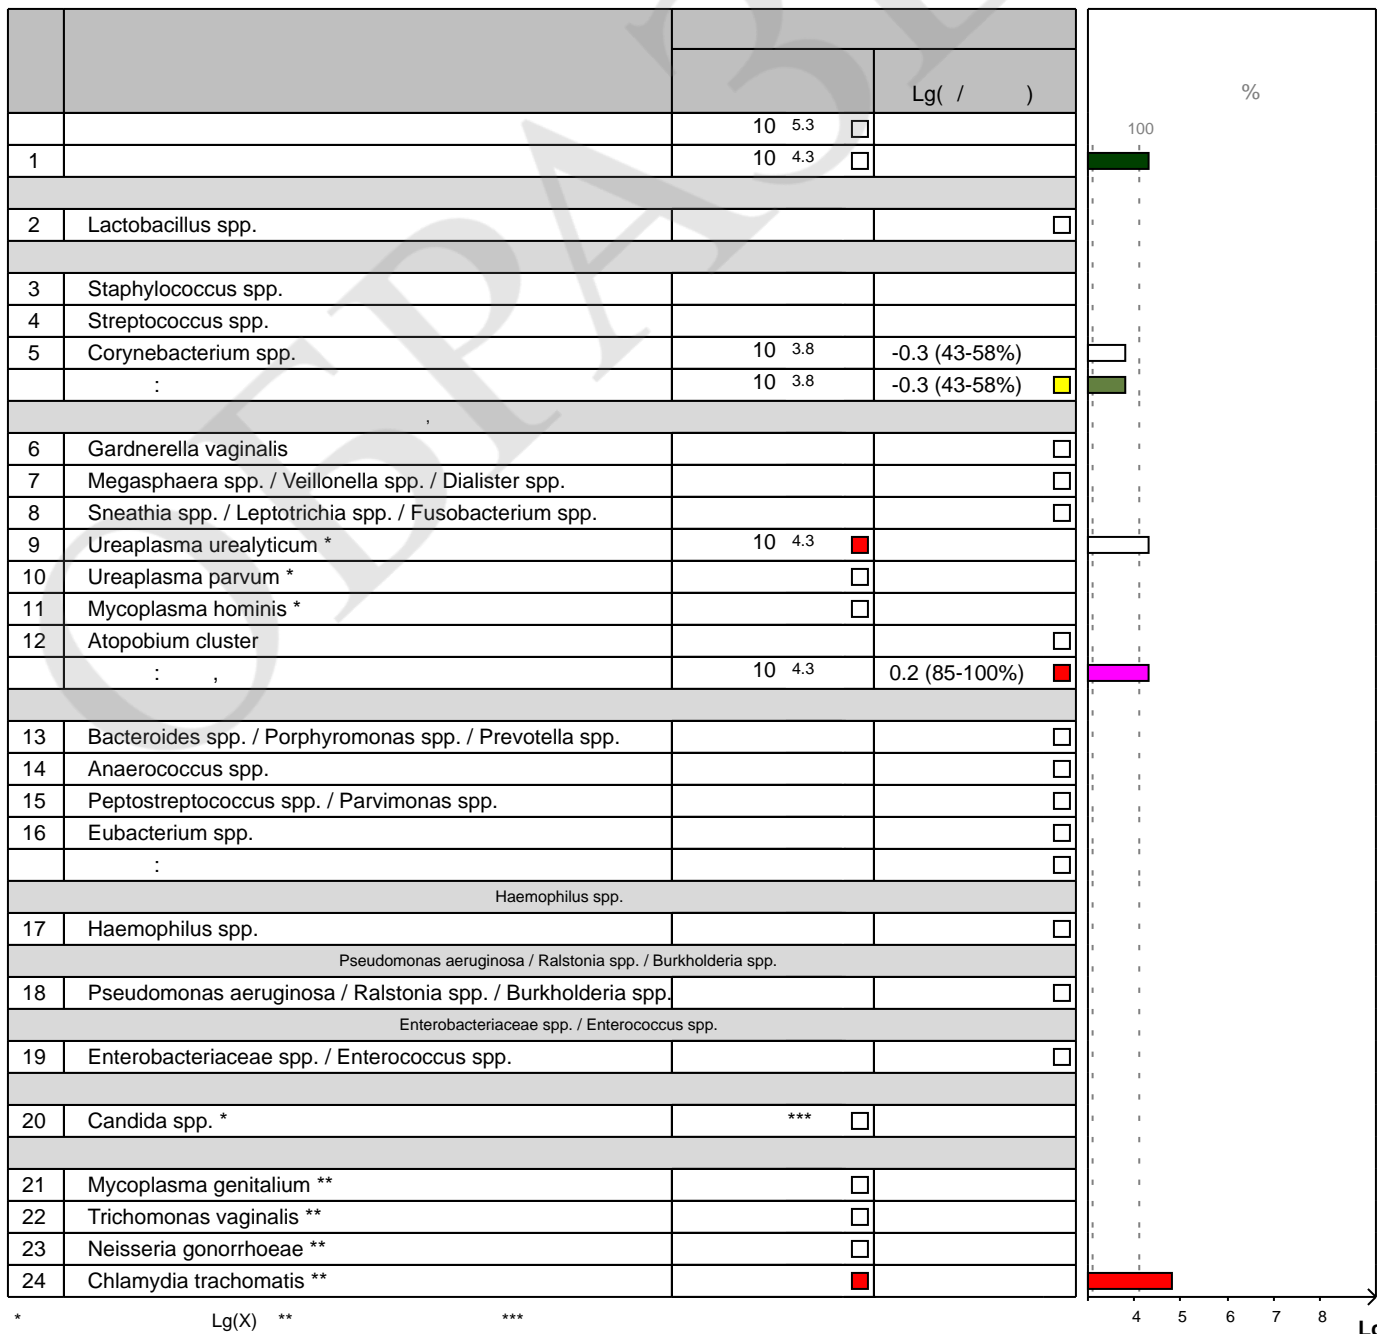 Lg( / )
%
10 5.3
100
1 10 4.3
2 Lactobacillus spp.
3 Staphylococcus spp.
4 Streptococcus spp.
5 Corynebacterium spp. 10 3.8 -0.3 (43-58%)
: 10 3.8 -0.3 (43-58%)
,
6 Gardnerella vaginalis
7 Megasphaera spp. / Veillonella spp. / Dialister spp.
8 Sneathia spp. / Leptotrichia spp. / Fusobacterium spp.
9 Ureaplasma urealyticum * 10 4.3
10 Ureaplasma parvum *
11 Mycoplasma hominis *
12 Atopobium cluster
: , 10 4.3 0.2 (85-100%)
13 Bacteroides spp. / Porphyromonas spp. / Prevotella spp.
14 Anaerococcus spp.
15 Peptostreptococcus spp. / Parvimonas spp.
16 Eubacterium spp.
:
Haemophilus spp.
17 Haemophilus spp.
Pseudomonas aeruginosa / Ralstonia spp. / Burkholderia spp.
18 Pseudomonas aeruginosa / Ralstonia spp. / Burkholderia spp.
Enterobacteriaceae spp. / Enterococcus spp.
19 Enterobacteriaceae spp. / Enterococcus spp.
20 Candida spp. * ***
21 Mycoplasma genitalium **
22 Trichomonas vaginalis **
23 Neisseria gonorrhoeae **
24 Chlamydia trachomatis **
4 5 6 7 8
* Lg(X) ** ***
ОБРАЗЕ